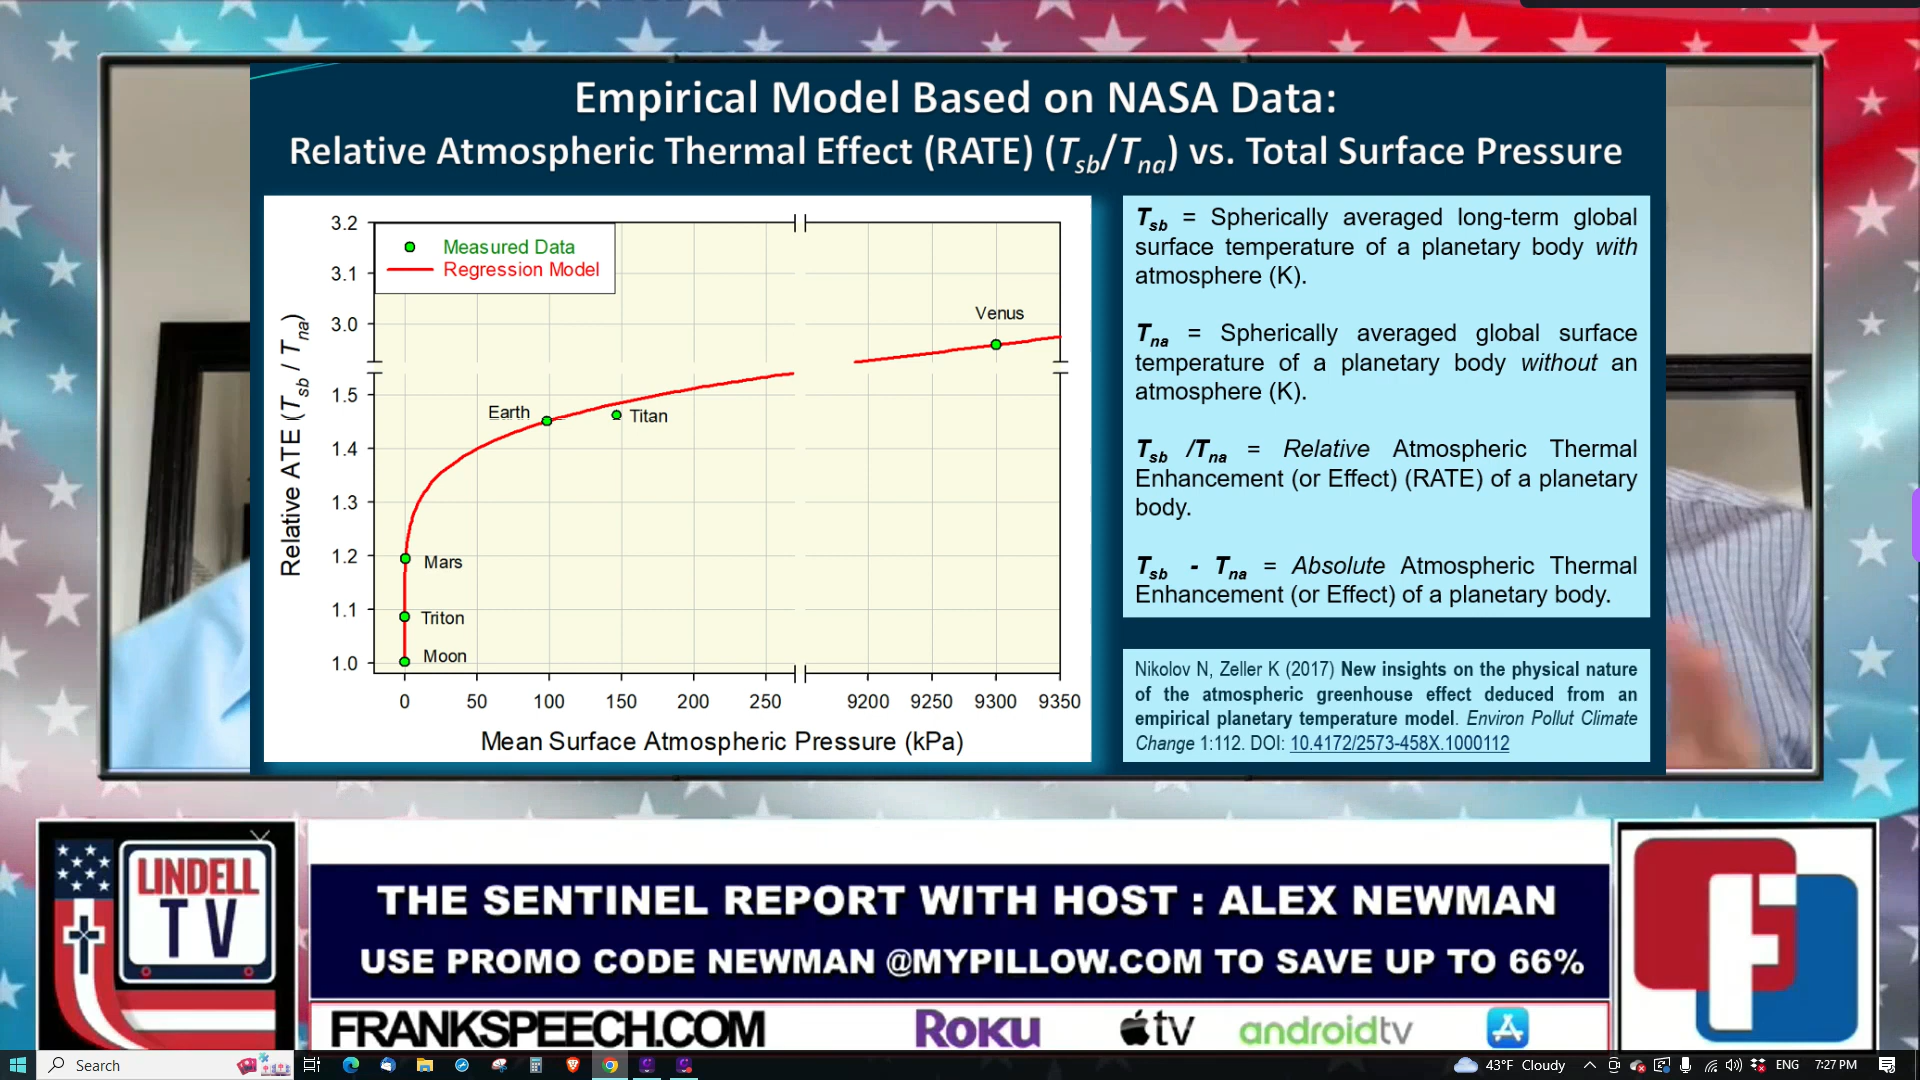 Empirical Model Based on NASA Data:
Relative Atmospheric Thermal Effect (RATE) (Tsb/Tna) vs. Total Surface Pressure
3.2
3.1
3.0
1.5
1.4
1.3
1.2
1.1
1.0
Relative ATE (Tsb / Tna)
Measured Data
Regression Model
Venus
Earth
Titan
Mars
Triton
Moon
0 50 100 150 200 250 9200 9250 9300 9350
Mean Surface Atmospheric Pressure (kPa)
Tsb = Spherically averaged long-term global
surface temperature of a planetary body with
atmosphere (K).
Tna = Spherically averaged global surface
temperature of a planetary body without an
atmosphere (K).
Tsb /Tna = Relative Atmospheric Thermal
Enhancement (or Effect) (RATE) of a planetary
body.
Tsb - Tna = Absolute Atmospheric Thermal
Enhancement (or Effect) of a planetary body.
Nikolov N, Zeller K (2017) New insights on the physical nature
of the atmospheric greenhouse effect deduced from an
empirical planetary temperature model. Environ Pollut Climate
Change 1:112. DOI: 10.4172/2573-458X.1000112
LINDELL
TV
THE SENTINEL REPORT WITH HOST : ALEX NEWMAN
USE PROMO CODE NEWMAN @MYPILLOW.COM TO SAVE UP TO 66%
FRANKSPEECH.COM
ROKU
tv
androidtv
F
Search
43°F Cloudy
ENG
7:27 PM